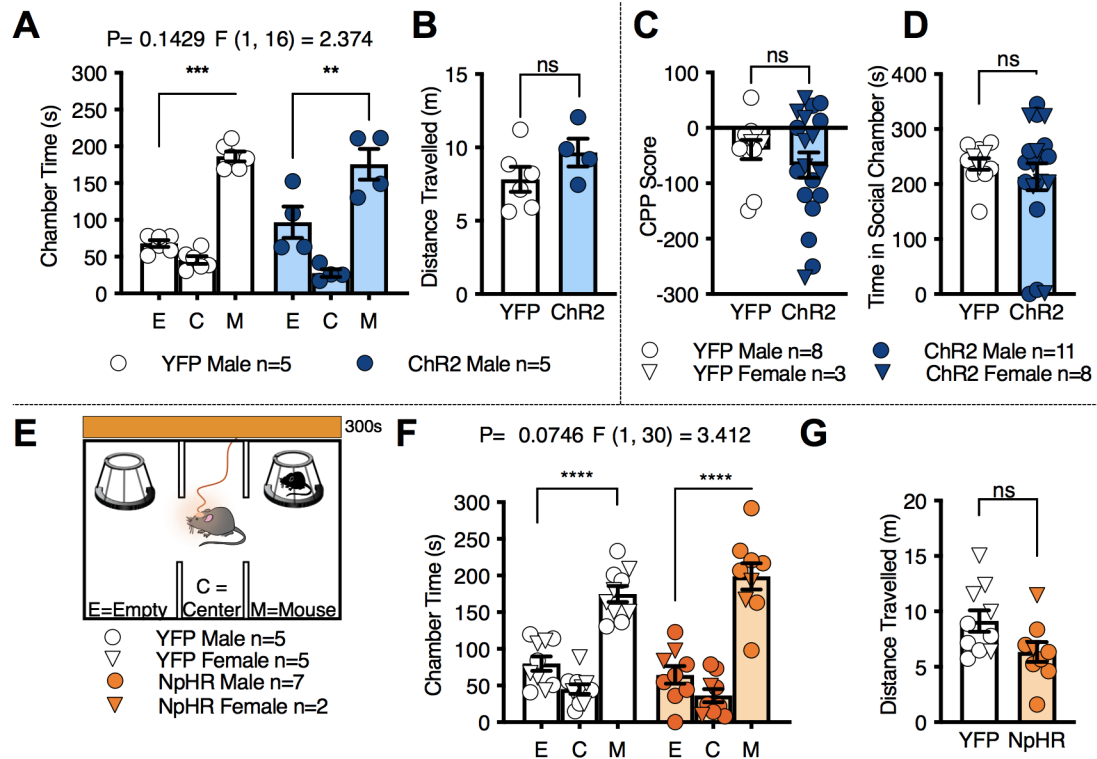 A
P= 0.1429 F (1, 16) = 2.374
Chamber Time (s)
300
250
200
150
100
50
0
***
**
E C M E C M
B
Distance Travelled (m)
15
10
5
0
ns
YFP ChR2
YFP Male n=5
ChR2 Male n=5
C
CPP Score
100
0
-100
-200
-300
ns
YFP ChR2
D
Time in Social Chamber (s)
400
300
200
100
0
ns
YFP ChR2
YFP Male n=8
YFP Female n=3
ChR2 Male n=11
ChR2 Female n=8
E
300s
C =
E=Empty Center M=Mouse
YFP Male n=5
YFP Female n=5
NpHR Male n=7
NpHR Female n=2
F
P= 0.0746 F (1, 30) = 3.412
Chamber Time (s)
300
250
200
150
100
50
0
****
****
E C M E C M
G
Distance Travelled (m)
20
15
10
5
0
ns
YFP NpHR